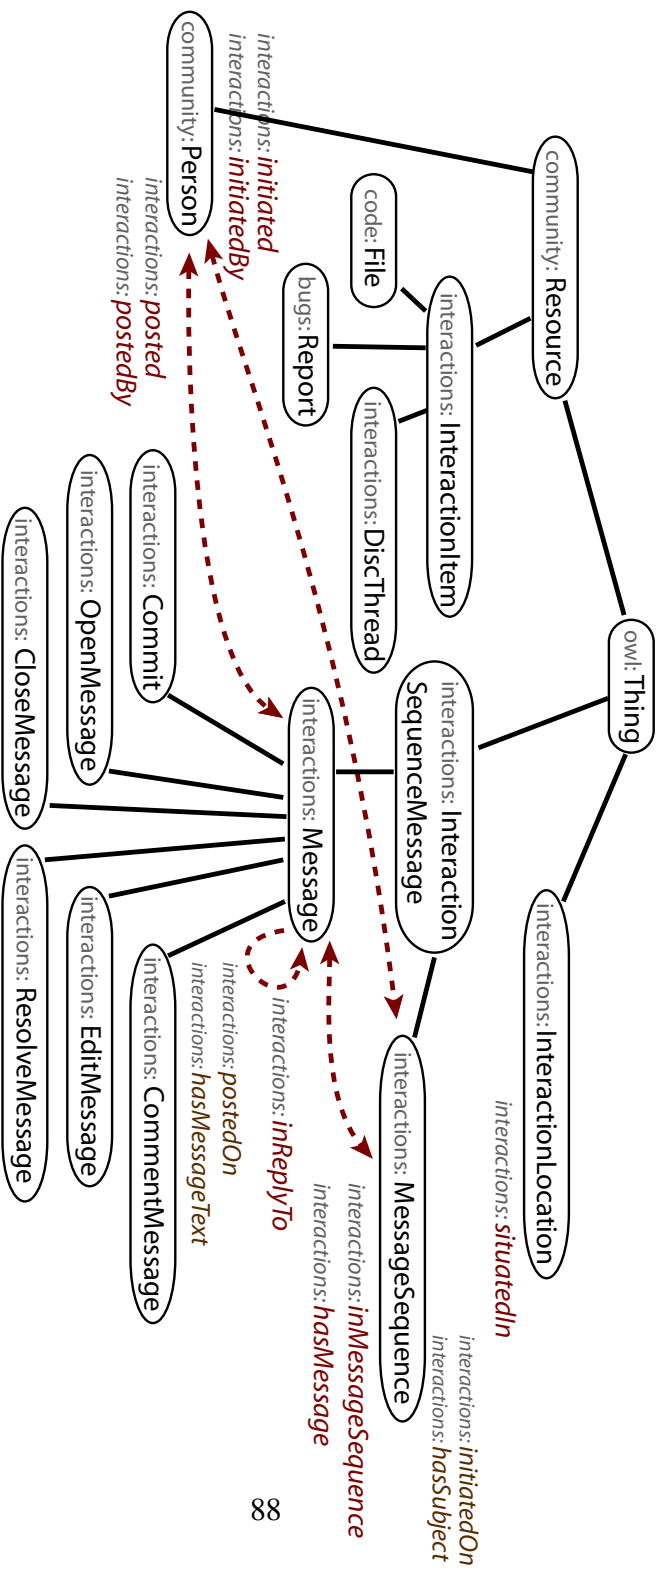 owl: Thing
community: Resource
interactions: InteractionLocation
interactions: situatedIn
interactions: InteractionItem
interactions: Interaction
SequenceMessage
interactions: initiatedOn
interactions: hasSubject
code: File
interactions: DiscThread
interactions: MessageSequence
bugs: Report
interactions: inMessageSequence
interactions: hasMessage
interactions: initiated
interactions: initiatedBy
interactions: Message
interactions: inReplyTo
community: Person
interactions: postedOn
interactions: hasMessageText
interactions: posted
interactions: postedBy
interactions: Commit
interactions: CommentMessage
interactions: OpenMessage
interactions: EditMessage
interactions: CloseMessage
interactions: ResolveMessage
88